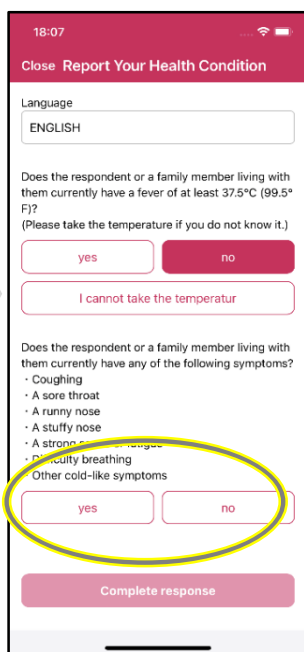 18:07
Close Report Your Health Condition
Language
ENGLISH
Does the respondent or a family member living with
them currently have a fever of at least 37.5°C (99.5°
F)?
(Please take the temperature if you do not know it.)
yes no
I cannot take the temperatur
Does the respondent or a family member living with
them currently have any of the following symptoms?
· Coughing
· A sore throat
· A runny nose
· A stuffy nose
· A strong
· Difficulty breathing
Other cold-like symptoms
yes no
Complete response